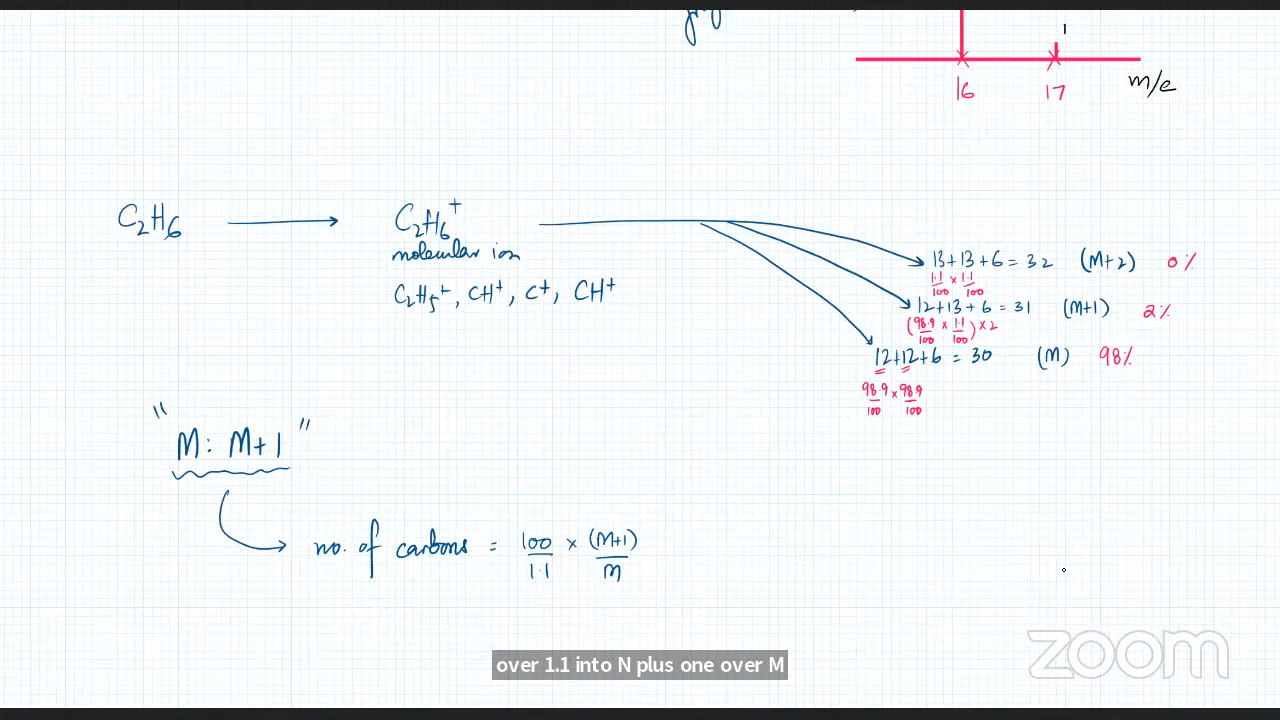 1
16 17 m/e
C2H6 → C2H6+
molecular ion
C2H5+, CH+, C+, CH+
13+13+6 = 32 (M+2) 0%
1.1/100 × 1.1/100
12+13+6 = 31 (M+1) 2%
(98.9/100 × 1.1/100) × 2
12+12+6 = 30 (M) 98%
98.9/100 × 98.9/100
"M : M+1"
no. of carbons = 100/1.1 × (M+1)/M
zoom
over 1.1 into N plus one over M